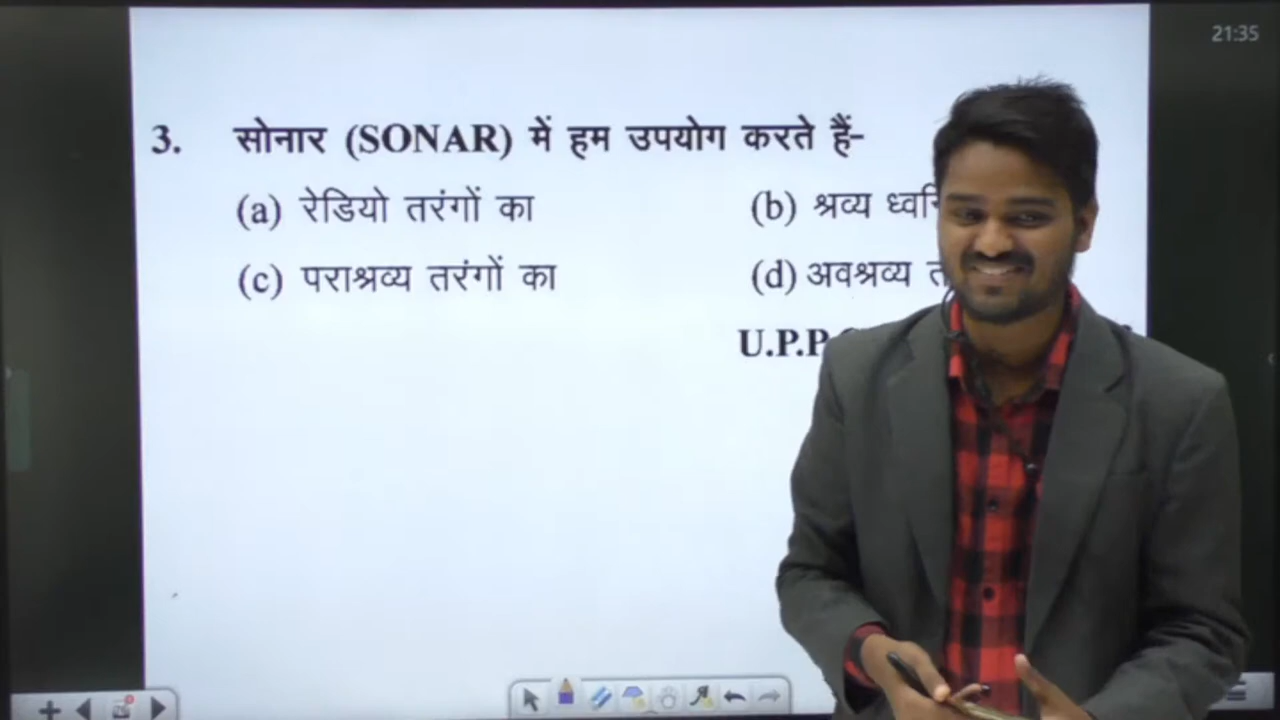 21:35
3. सोनार (SONAR) में हम उपयोग करते हैं-
(a) रेडियो तरंगों का (b) श्रव्य
(c) पराश्रव्य तरंगों का (d) अवश्रव्य